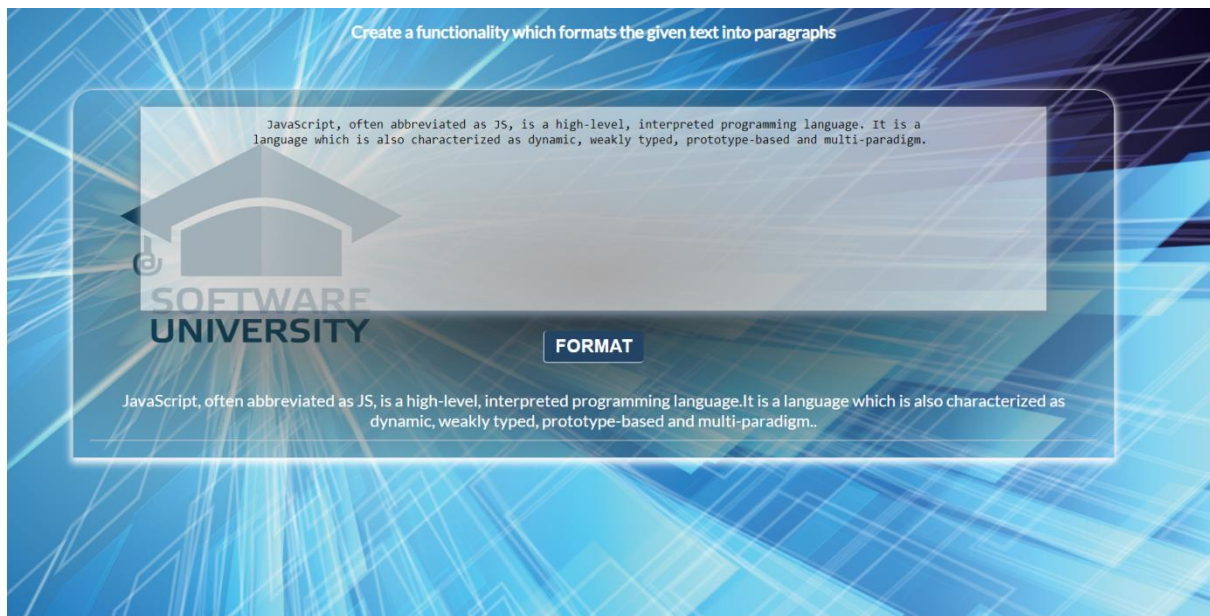 Create a functionality which formats the given text into paragraphs
JavaScript, often abbreviated as JS, is a high-level, interpreted programming language. It is a
language which is also characterized as dynamic, weakly typed, prototype-based and multi-paradigm.
SOFTWARE
UNIVERSITY
FORMAT
JavaScript, often abbreviated as JS, is a high-level, interpreted programming language.It is a language which is also characterized as
dynamic, weakly typed, prototype-based and multi-paradigm..